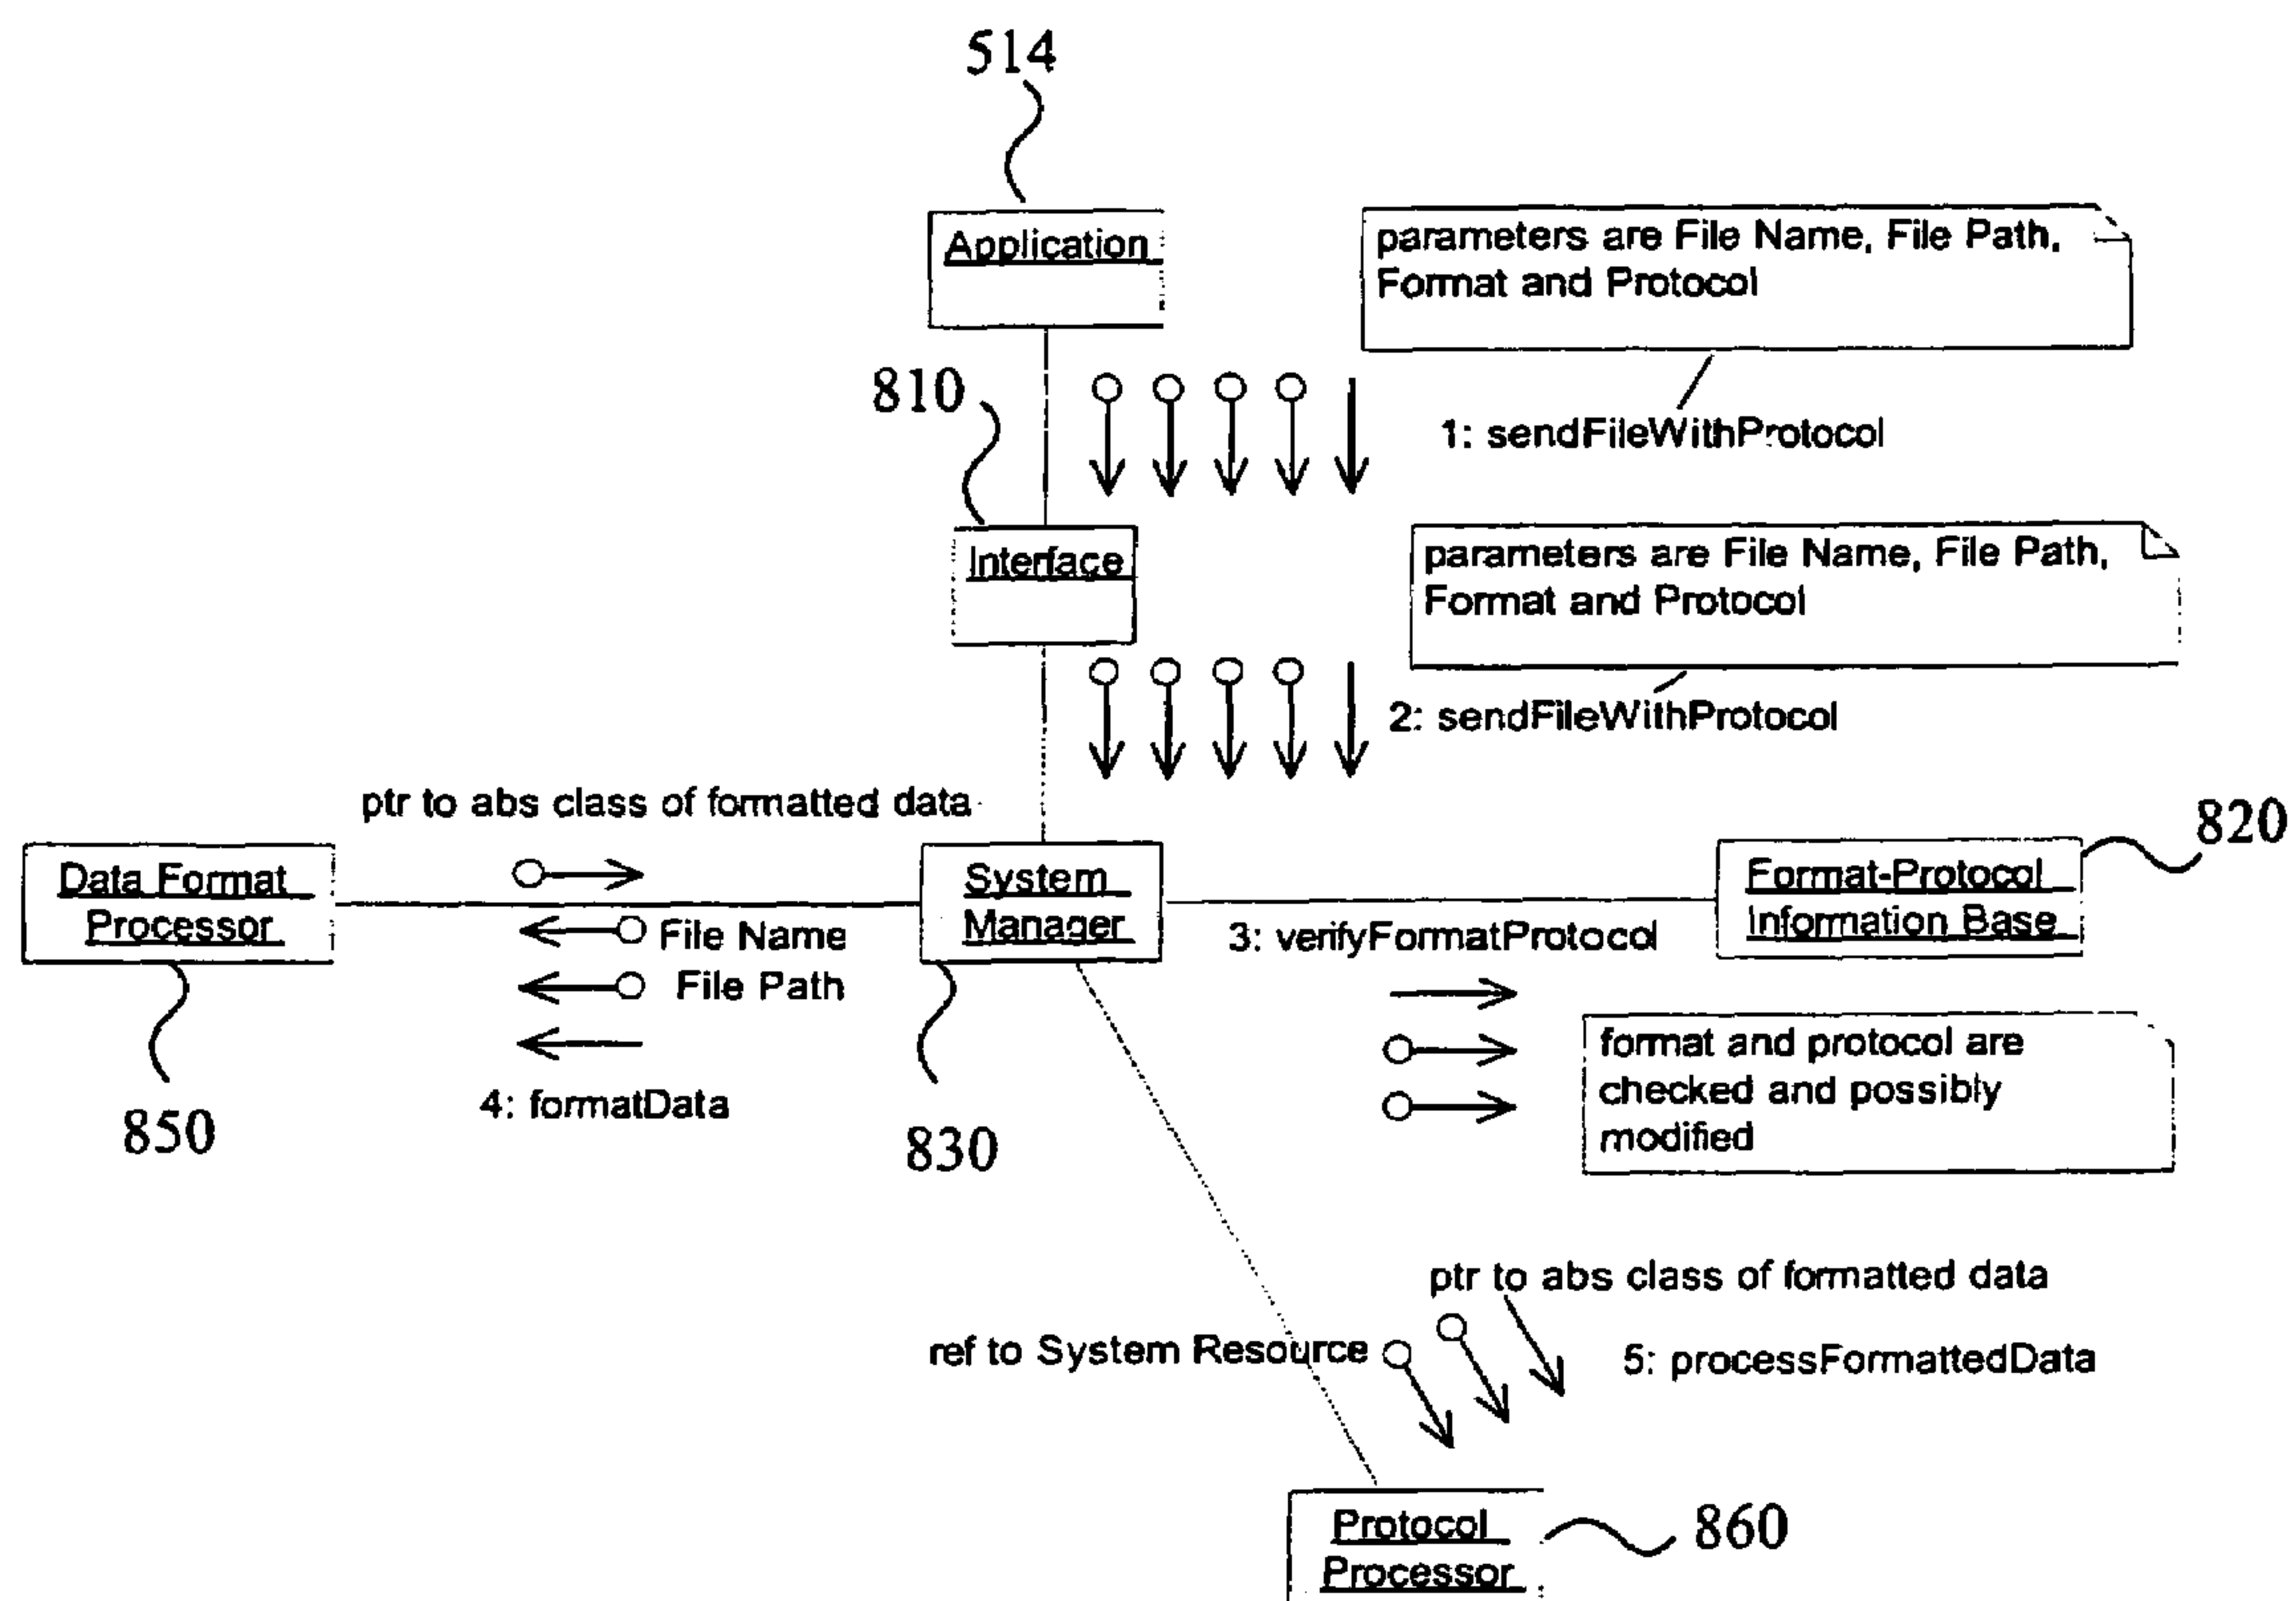 514
Application
parameters are File Name, File Path,
Format and Protocol
810
1: sendFileWithProtocol
Interface
parameters are File Name, File Path,
Format and Protocol
2: sendFileWithProtocol
ptr to abs class of formatted data
820
Data Format
Processor
File Name
File Path
System
Manager
3: verifyFormatProtocol
Format-Protocol
Information Base
4: formatData
850
830
format and protocol are
checked and possibly
modified
ptr to abs class of formatted data
ref to System Resource
5: processFormattedData
Protocol
Processor
860